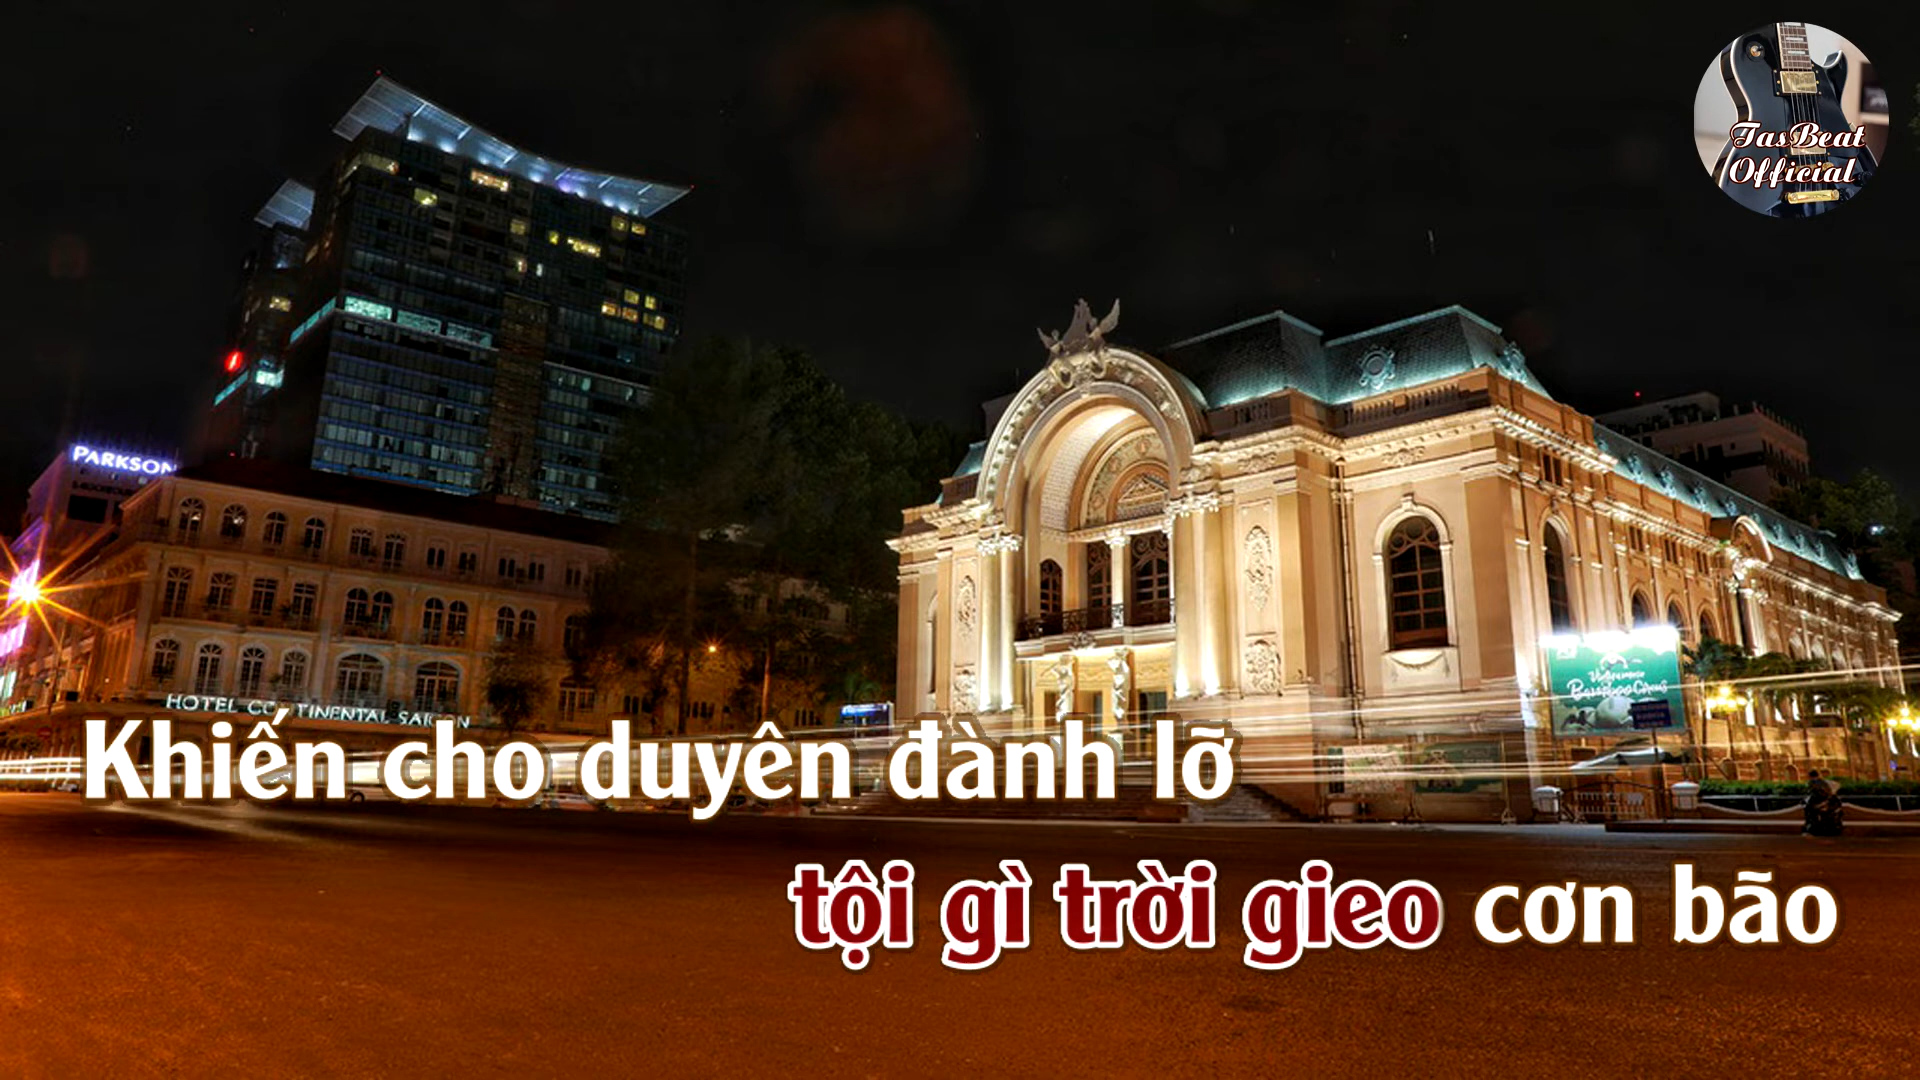 TasBeat
Official
PARKSON
HOTEL CONTINENTAL SAIGON
Khiến cho duyên đành lỡ
tội gì trời gieo cơn bão